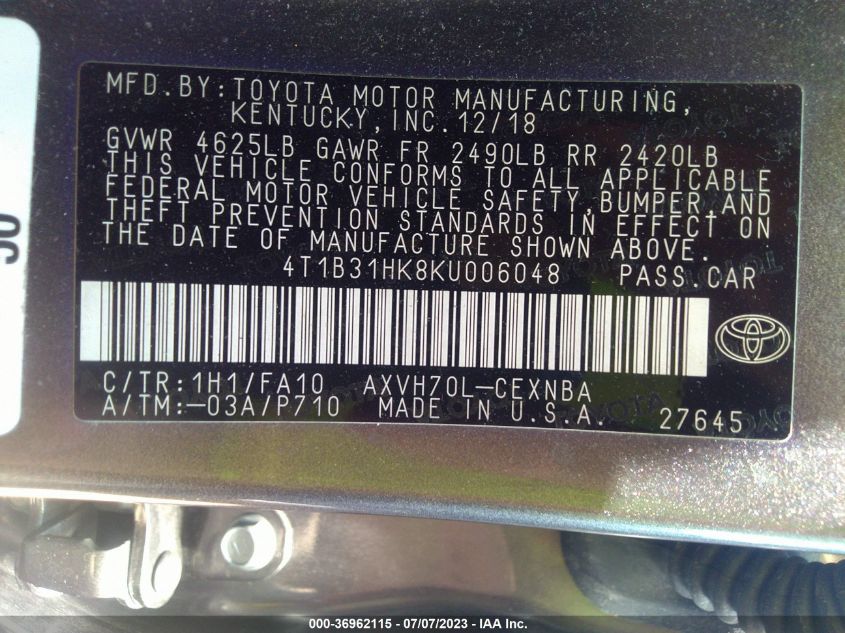 MFD.BY:TOYOTA MOTOR MANUFACTURING,
KENTUCKY,INC.12/18
GVWR 4625LB GAWR FR 2490LB RR 2420LB
THIS VEHICLE CONFORMS TO ALL APPLICABLE
FEDERAL MOTOR VEHICLE SAFETY,BUMPER,AND
THEFT PREVENTION STANDARDS IN EFFECT ON
THE DATE OF MANUFACTURE SHOWN ABOVE.
4T1B31HK8KU006048 PASS.CAR
C/TR:1H1/FA10 AXVH70L-CEXNBA
A/TM:-03A/P710 MADE IN U.S.A. 27645
000-36962115 - 07/07/2023 - IAA Inc.